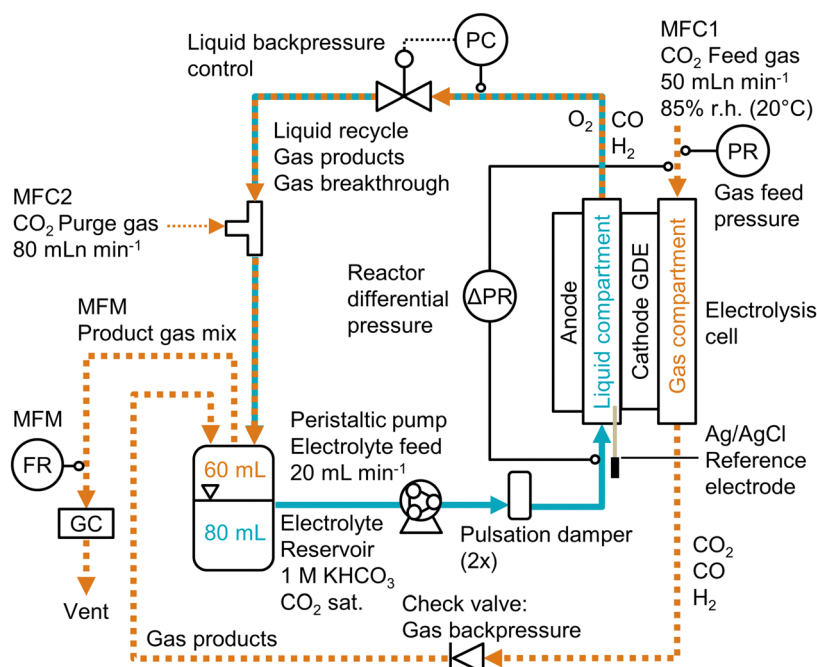 Liquid backpressure
control
PC
MFC1
CO₂ Feed gas
50 mLn min⁻¹
85% r.h. (20°C)
O₂
CO
H₂
PR
Gas feed
pressure
Liquid recycle
Gas products
Gas breakthrough
MFC2
CO₂ Purge gas
80 mLn min⁻¹
Reactor
differential
pressure
ΔPR
Anode
Liquid compartment
Cathode GDE
Gas compartment
Electrolysis
cell
MFM
Product gas mix
MFM
FR
GC
Vent
60 mL
80 mL
Peristaltic pump
Electrolyte feed
20 mL min⁻¹
Electrolyte
Reservoir
1 M KHCO₃
CO₂ sat.
Pulsation damper
(2x)
Ag/AgCl
Reference
electrode
CO₂
CO
H₂
Check valve:
Gas backpressure
Gas products